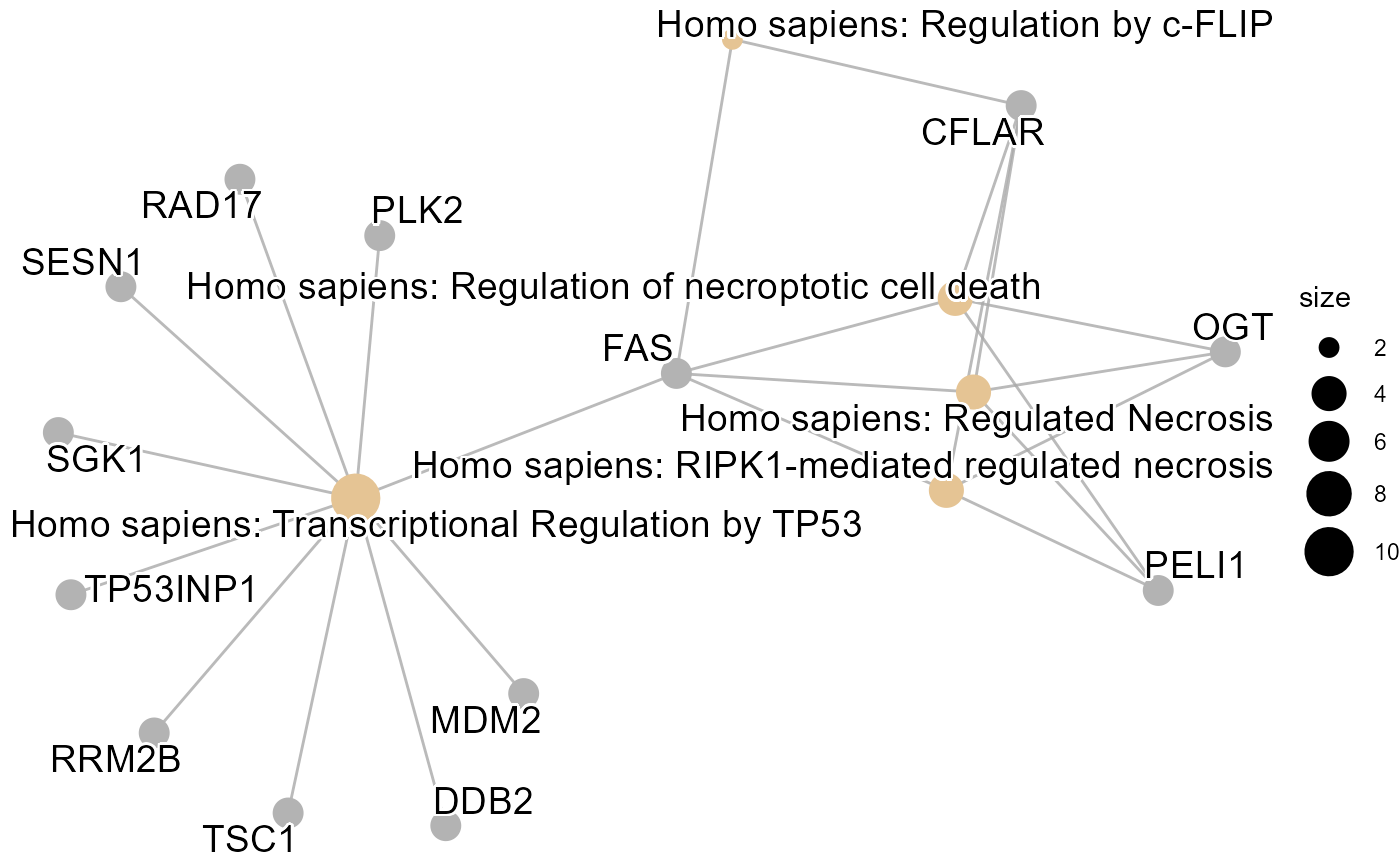 Homo sapiens: Regulation by c-FLIP
CFLAR
RAD17
PLK2
SESN1
Homo sapiens: Regulation of necroptotic cell death
size
OGT
FAS
2
4
Homo sapiens: Regulated Necrosis
6
SGK1
Homo sapiens: RIPK1-mediated regulated necrosis
8
Homo sapiens: Transcriptional Regulation by TP53
10
PELI1
TP53INP1
MDM2
RRM2B
DDB2
TSC1